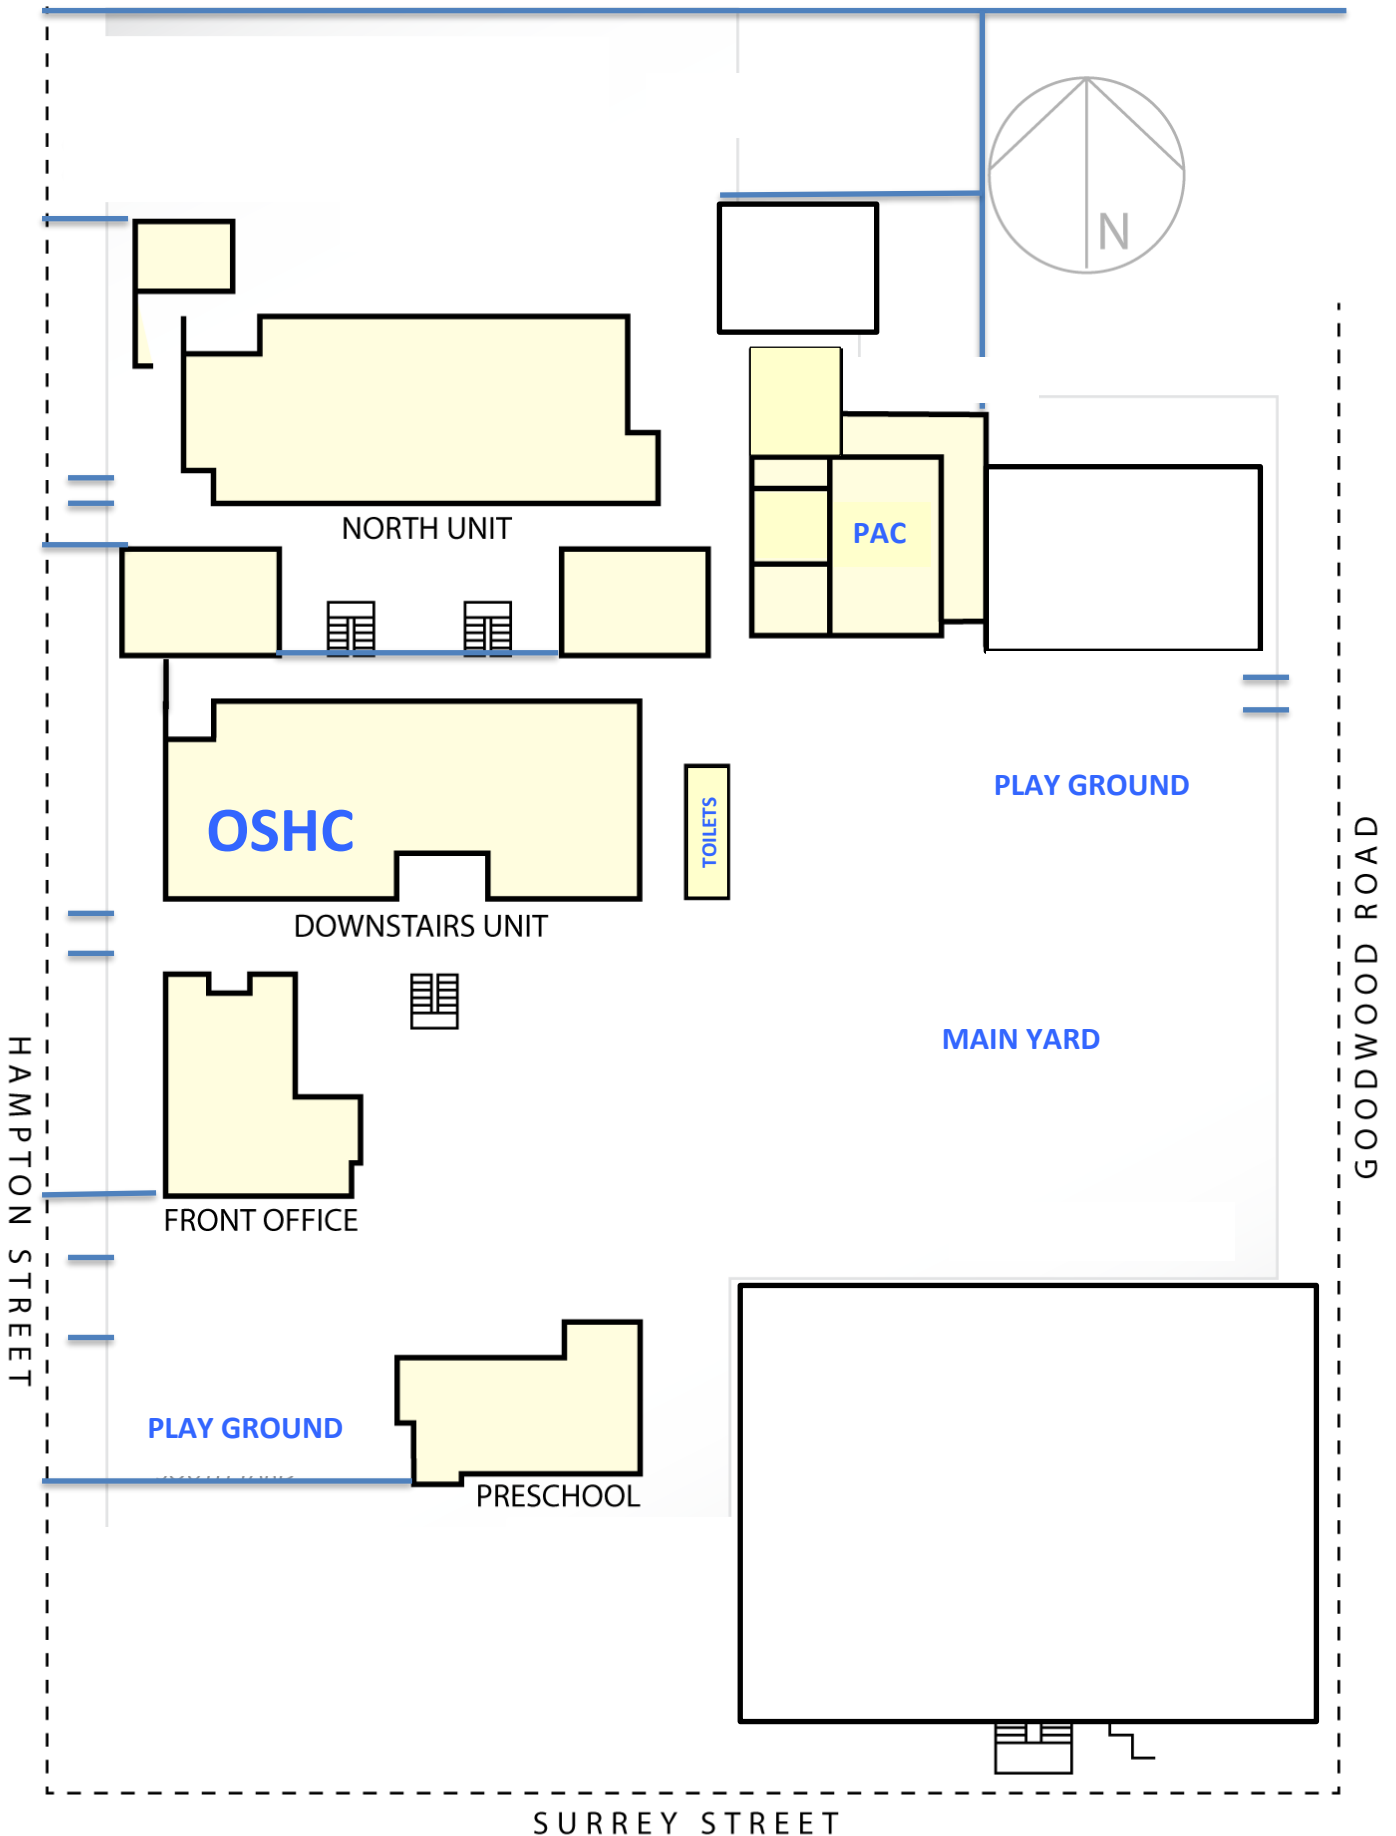 N
NORTH UNIT
PAC
PLAY GROUND
TOILETS
OSHC
DOWNSTAIRS UNIT
GOODWOOD ROAD
MAIN YARD
HAMPTON STREET
FRONT OFFICE
PLAY GROUND
PRESCHOOL
SURREY STREET